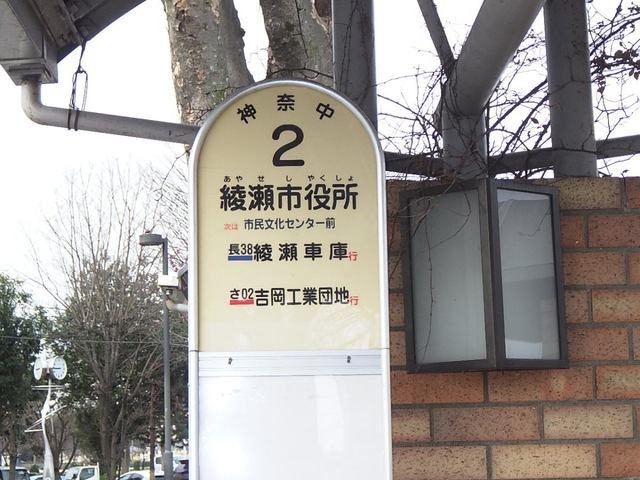 神奈中
2
あやせ し やくしょ
綾瀬市役所
次は 市民文化センター前
長38 綾瀬車庫行
さ02 吉岡工業団地行